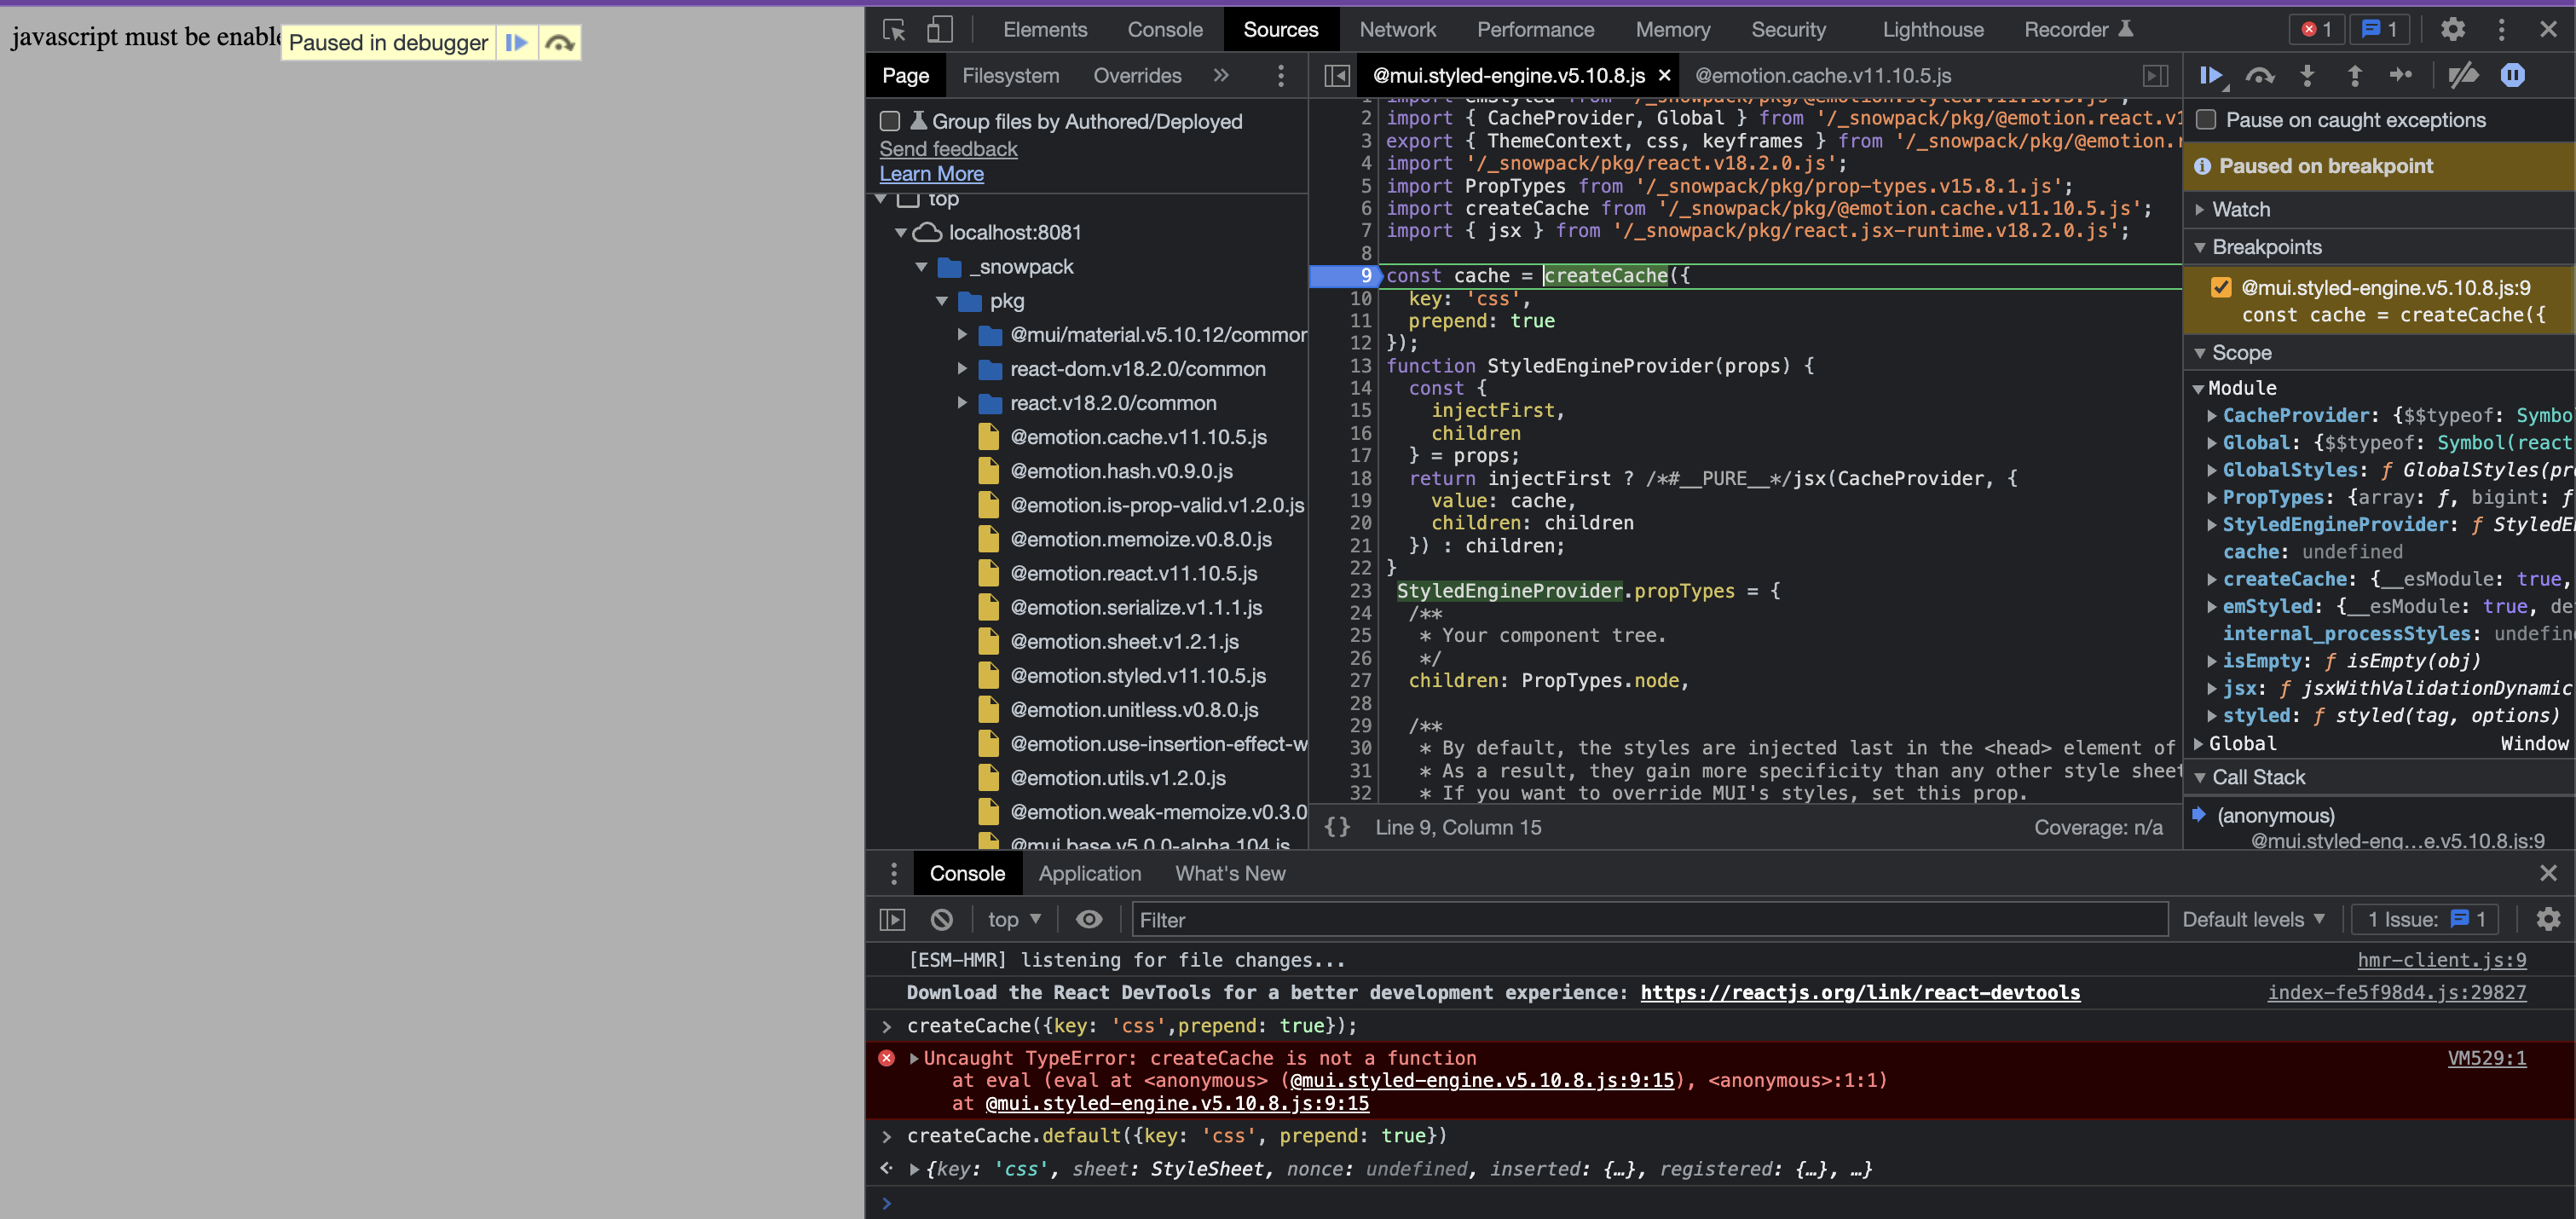 javascript must be enable
Paused in debugger
Elements Console Sources Network Performance Memory Security Lighthouse Recorder 1 1
Page Filesystem Overrides »
Group files by Authored/Deployed
Send feedback
Learn More
top
localhost:8081
_snowpack
pkg
@mui/material.v5.10.12/common
react-dom.v18.2.0/common
react.v18.2.0/common
@emotion.cache.v11.10.5.js
@emotion.hash.v0.9.0.js
@emotion.is-prop-valid.v1.2.0.js
@emotion.memoize.v0.8.0.js
@emotion.react.v11.10.5.js
@emotion.serialize.v1.1.1.js
@emotion.sheet.v1.2.1.js
@emotion.styled.v11.10.5.js
@emotion.unitless.v0.8.0.js
@emotion.use-insertion-effect-w
@emotion.utils.v1.2.0.js
@emotion.weak-memoize.v0.3.0
@mui.base.v5.0.0-alpha.104.js
@mui.styled-engine.v5.10.8.js × @emotion.cache.v11.10.5.js
1 import emStyled from '/_snowpack/pkg/@emotion.styled.v11.10.5.js';
2 import { CacheProvider, Global } from '/_snowpack/pkg/@emotion.react.v1
3 export { ThemeContext, css, keyframes } from '/_snowpack/pkg/@emotion.r
4 import '/_snowpack/pkg/react.v18.2.0.js';
5 import PropTypes from '/_snowpack/pkg/prop-types.v15.8.1.js';
6 import createCache from '/_snowpack/pkg/@emotion.cache.v11.10.5.js';
7 import { jsx } from '/_snowpack/pkg/react.jsx-runtime.v18.2.0.js';
8
9 const cache = createCache({
10 key: 'css',
11 prepend: true
12 });
13 function StyledEngineProvider(props) {
14 const {
15 injectFirst,
16 children
17 } = props;
18 return injectFirst ? /*#__PURE__*/jsx(CacheProvider, {
19 value: cache,
20 children: children
21 }) : children;
22 }
23 StyledEngineProvider.propTypes = {
24 /**
25 * Your component tree.
26 */
27 children: PropTypes.node,
28
29 /**
30 * By default, the styles are injected last in the <head> element of
31 * As a result, they gain more specificity than any other style sheet
32 * If you want to override MUI's styles, set this prop.
{} Line 9, Column 15 Coverage: n/a
Pause on caught exceptions
Paused on breakpoint
Watch
Breakpoints
@mui.styled-engine.v5.10.8.js:9
const cache = createCache({
Scope
Module
CacheProvider: {$$typeof: Symbo
Global: {$$typeof: Symbol(react
GlobalStyles: ƒ GlobalStyles(pr
PropTypes: {array: ƒ, bigint: ƒ
StyledEngineProvider: ƒ StyledE
cache: undefined
createCache: {__esModule: true,
emStyled: {__esModule: true, de
internal_processStyles: undefin
isEmpty: ƒ isEmpty(obj)
jsx: ƒ jsxWithValidationDynamic
styled: ƒ styled(tag, options)
Global Window
Call Stack
(anonymous)
@mui.styled-eng…e.v5.10.8.js:9
Console Application What's New
top Filter Default levels 1 Issue: 1
[ESM-HMR] listening for file changes... hmr-client.js:9
Download the React DevTools for a better development experience: https://reactjs.org/link/react-devtools index-fe5f98d4.js:29827
> createCache({key: 'css',prepend: true});
Uncaught TypeError: createCache is not a function VM529:1
at eval (eval at <anonymous> (@mui.styled-engine.v5.10.8.js:9:15), <anonymous>:1:1)
at @mui.styled-engine.v5.10.8.js:9:15
> createCache.default({key: 'css', prepend: true})
{key: 'css', sheet: StyleSheet, nonce: undefined, inserted: {…}, registered: {…}, …}
>